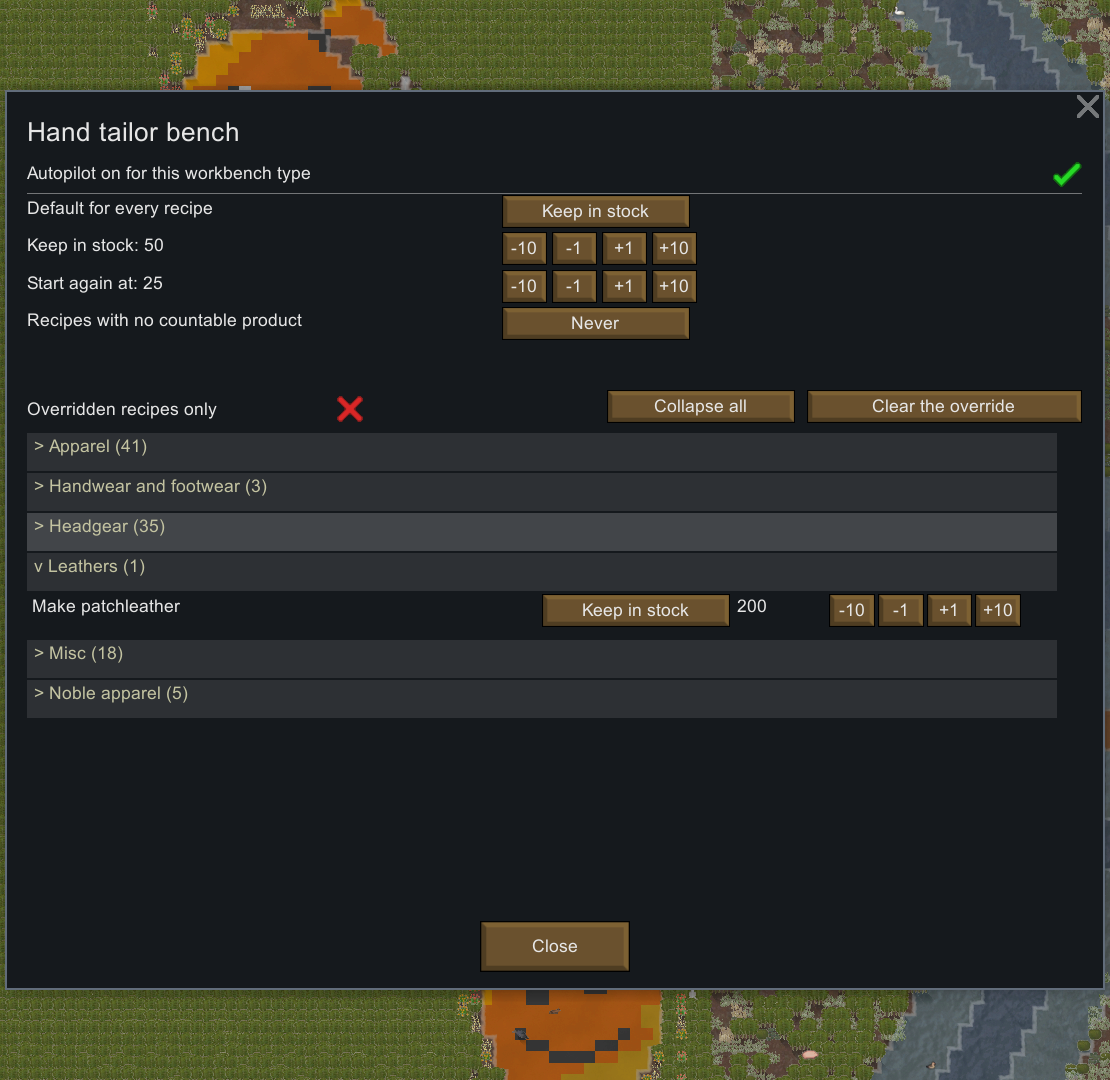 Hand tailor bench
Autopilot on for this workbench type
Default for every recipe Keep in stock
Keep in stock: 50 -10 -1 +1 +10
Start again at: 25 -10 -1 +1 +10
Recipes with no countable product Never
Overridden recipes only Collapse all Clear the override
> Apparel (41)
> Handwear and footwear (3)
> Headgear (35)
v Leathers (1)
Make patchleather Keep in stock 200 -10 -1 +1 +10
> Misc (18)
> Noble apparel (5)
Close